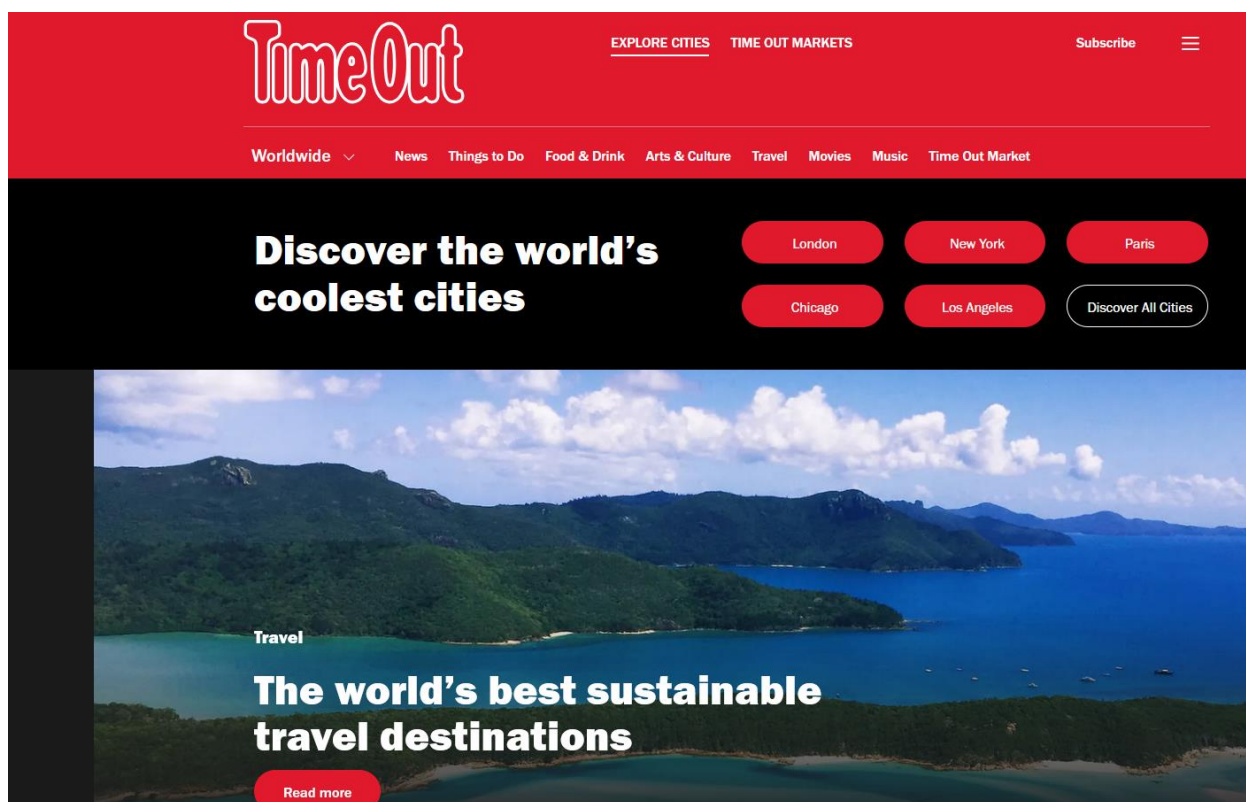 TimeOut
EXPLORE CITIES TIME OUT MARKETS
Subscribe
Worldwide
News Things to Do Food & Drink Arts & Culture Travel Movies Music Time Out Market
Discover the world's
coolest cities
London New York Paris
Chicago Los Angeles Discover All Cities
Travel
The world's best sustainable
travel destinations
Read more